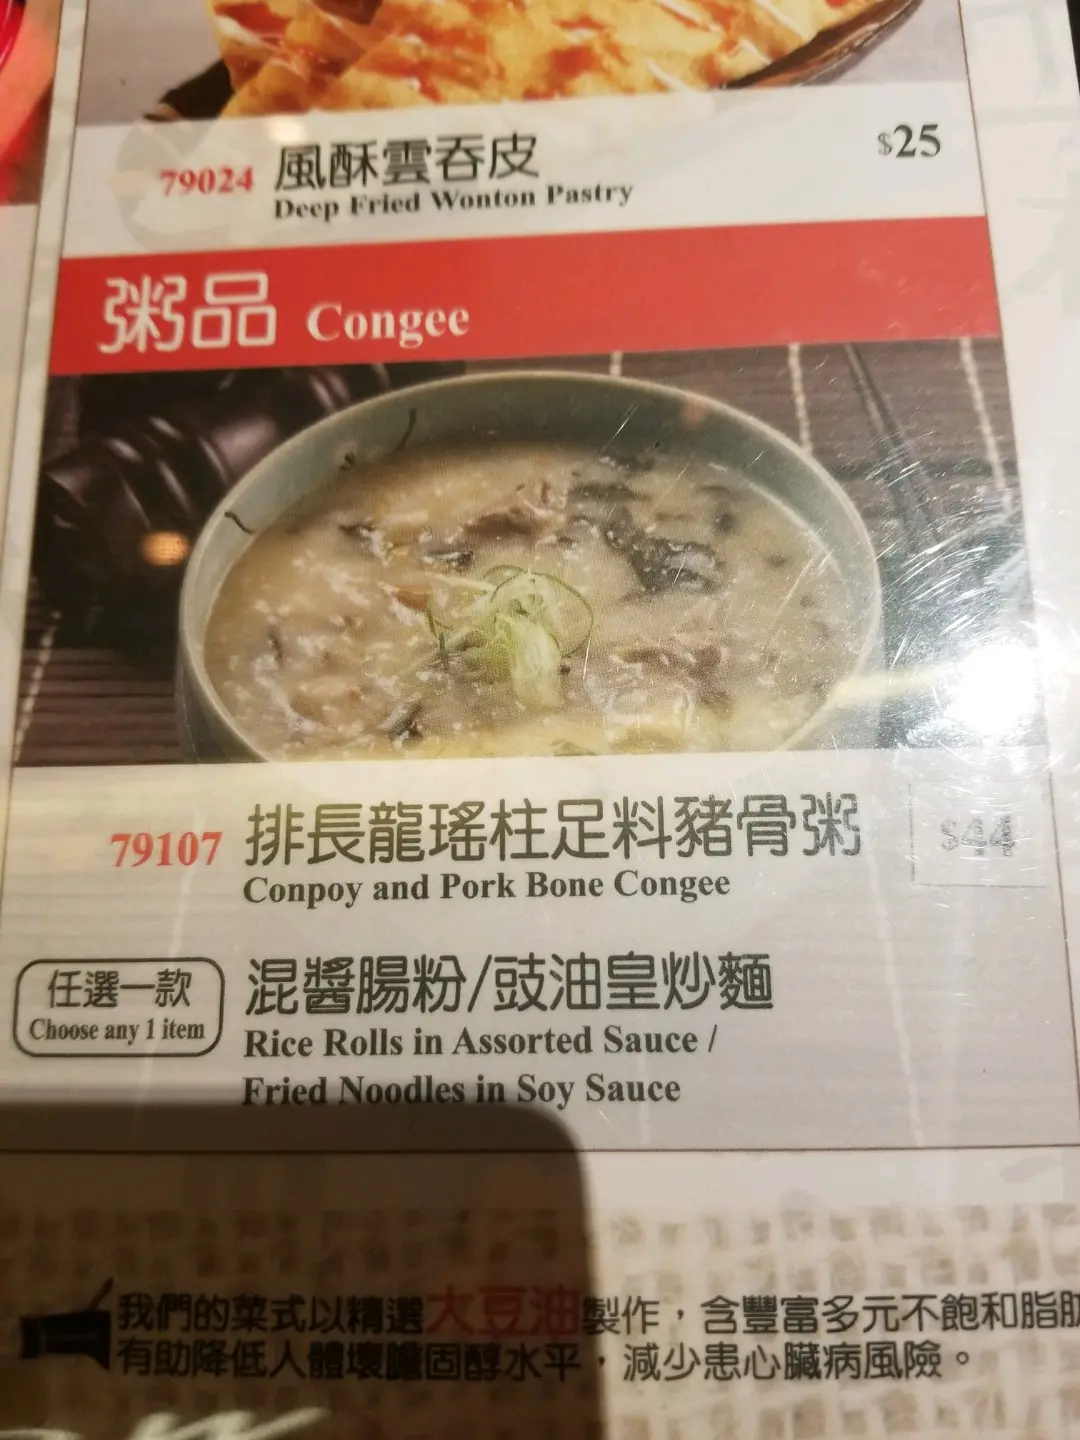 79024 風酥雲吞皮 $25
Deep Fried Wonton Pastry
粥品 Congee
79107 排長龍瑤柱足料豬骨粥 $44
Conpoy and Pork Bone Congee
任選一款
Choose any 1 item
混醬腸粉/豉油皇炒麵
Rice Rolls in Assorted Sauce /
Fried Noodles in Soy Sauce
我們的菜式以精選大豆油製作，含豐富多元不飽和脂肪
有助降低人體壞膽固醇水平，減少患心臟病風險。